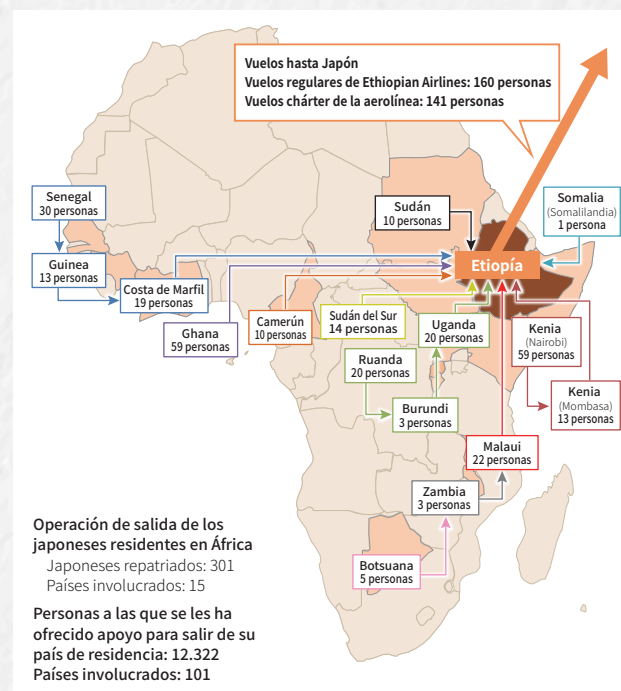 Vuelos hasta Japón
Vuelos regulares de Ethiopian Airlines: 160 personas
Vuelos chárter de la aerolínea: 141 personas
Senegal
30 personas
Sudán
10 personas
Somalia
(Somalilandia)
1 persona
Guinea
13 personas
Etiopía
Costa de Marfil
19 personas
Ghana
59 personas
Camerún
10 personas
Sudán del Sur
14 personas
Uganda
20 personas
Kenia
(Nairobi)
59 personas
Ruanda
20 personas
Kenia
(Mombasa)
13 personas
Burundi
3 personas
Malaui
22 personas
Zambia
3 personas
Botsuana
5 personas
Operación de salida de los
japoneses residentes en África
Japoneses repatriados: 301
Países involucrados: 15
Personas a las que se les ha
ofrecido apoyo para salir de su
país de residencia: 12.322
Países involucrados: 101